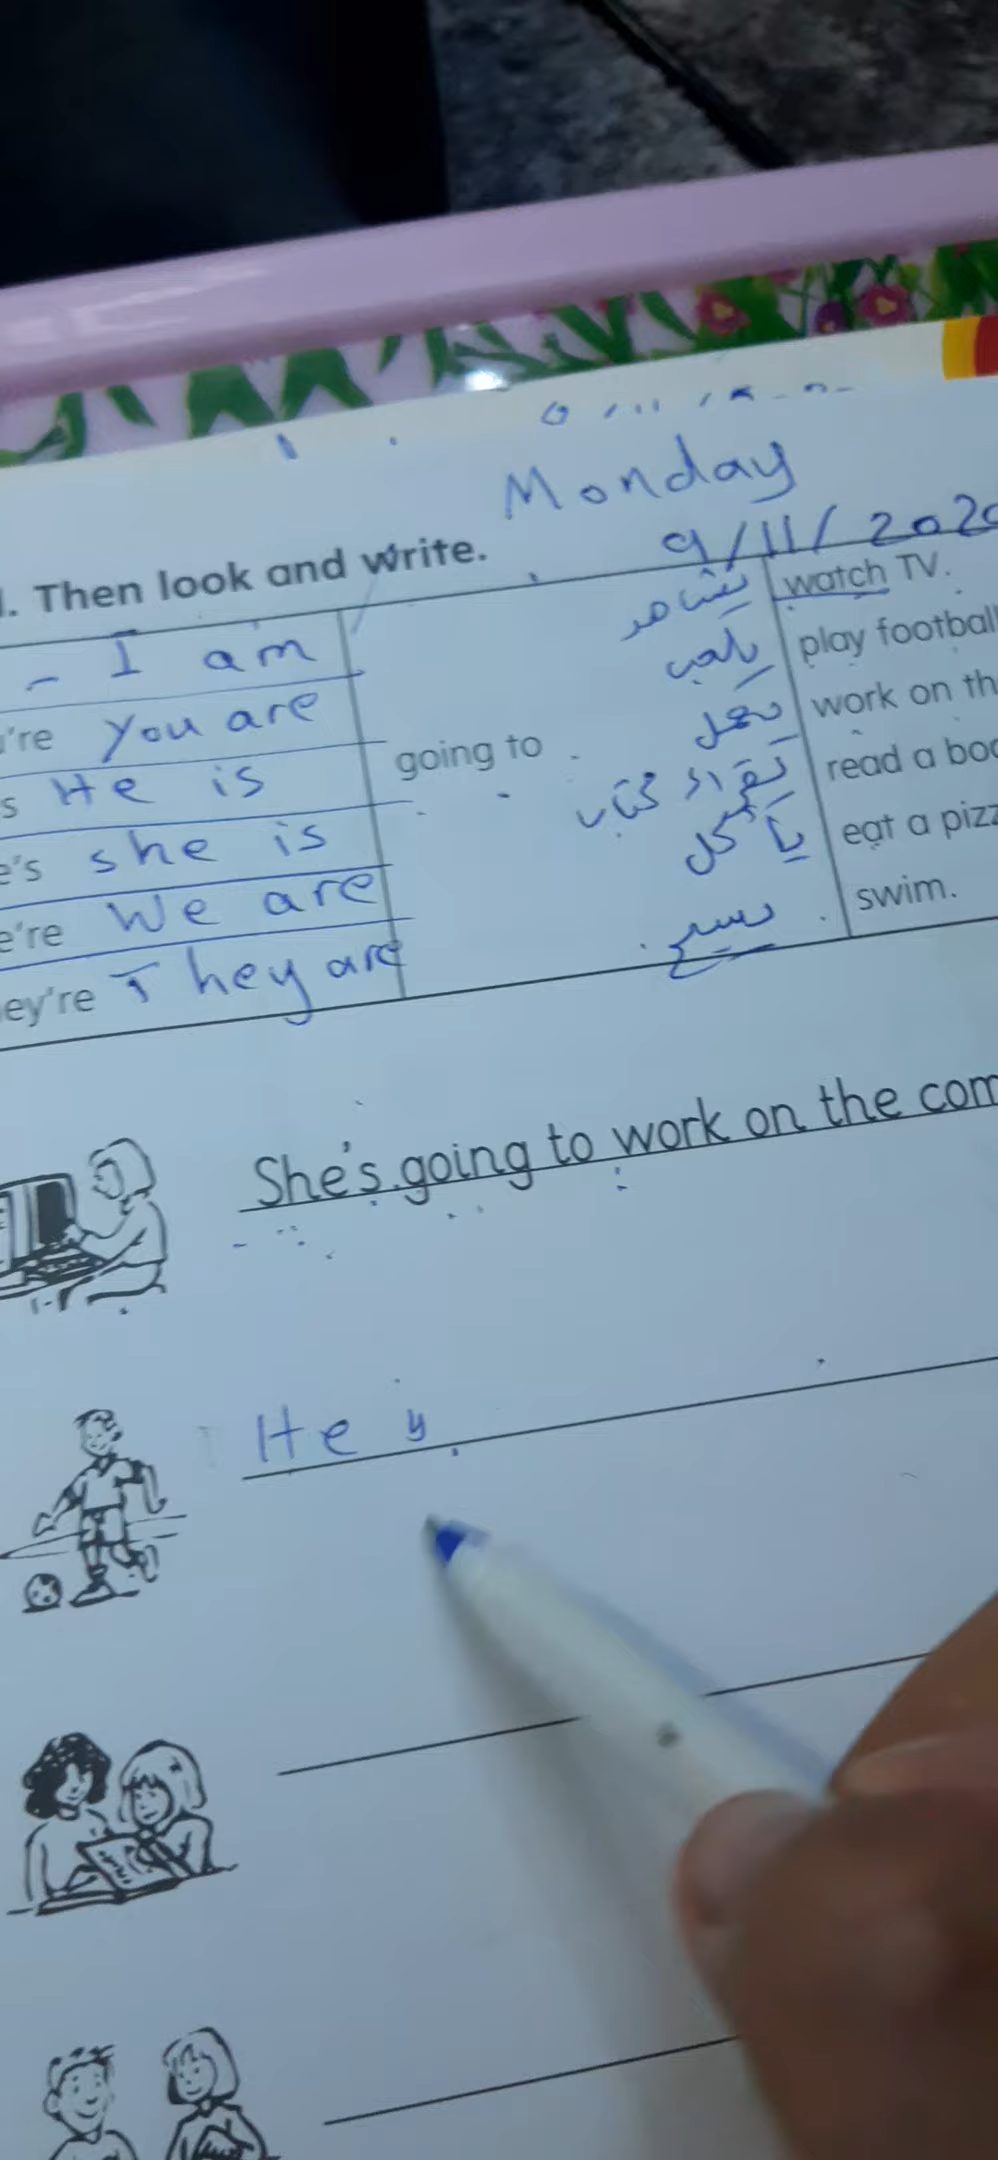 Monday
9/11/2020
. Then look and write.
- I am
're You are
s He is
e's she is
e're We are
ey're They are
going to
يشاهد
يلعب
يعمل
يقرأ كتاب
يأكل
يسبح
watch TV.
play football
work on th
read a boo
eat a pizz
swim.
She's going to work on the com
He